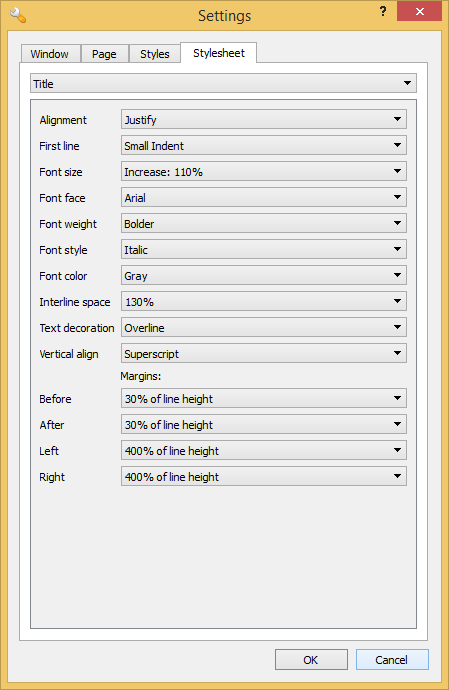 Settings
?
Window Page Styles Stylesheet
Title
Alignment Justify
First line Small Indent
Font size Increase: 110%
Font face Arial
Font weight Bolder
Font style Italic
Font color Gray
Interline space 130%
Text decoration Overline
Vertical align Superscript
Margins:
Before 30% of line height
After 30% of line height
Left 400% of line height
Right 400% of line height
OK Cancel